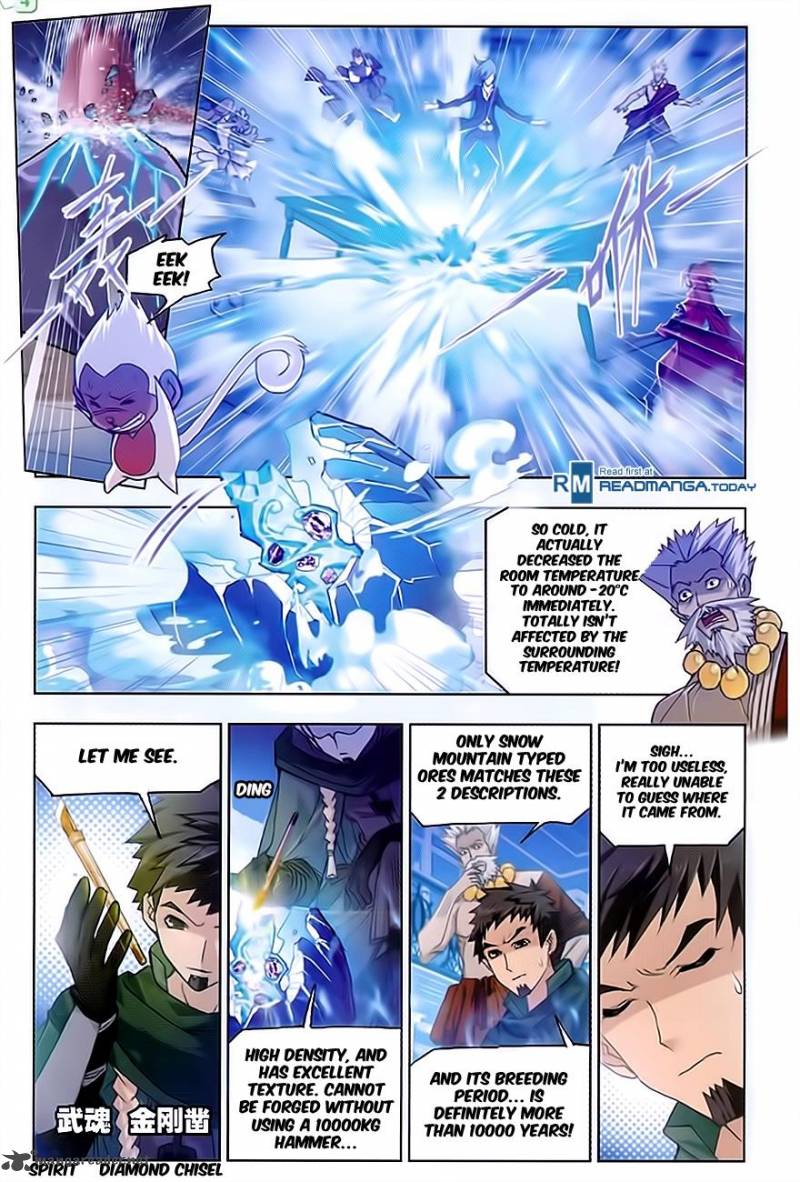 4
轰
EEK
EEK!
咻
Read first at
RM READMANGA.TODAY
SO COLD, IT
ACTUALLY
DECREASED THE
ROOM TEMPERATURE
TO AROUND -20°C
IMMEDIATELY.
TOTALLY ISN'T
AFFECTED BY THE
SURROUNDING
TEMPERATURE!
LET ME SEE.
武魂 金刚凿
SPIRIT DIAMOND CHISEL
DING
HIGH DENSITY, AND
HAS EXCELLENT
TEXTURE. CANNOT
BE FORGED WITHOUT
USING A 10000KG
HAMMER...
ONLY SNOW
MOUNTAIN TYPED
ORES MATCHES THESE
2 DESCRIPTIONS.
AND ITS BREEDING
PERIOD... IS
DEFINITELY MORE
THAN 10000 YEARS!
SIGH...
I'M TOO USELESS,
REALLY UNABLE
TO GUESS WHERE
IT CAME FROM.